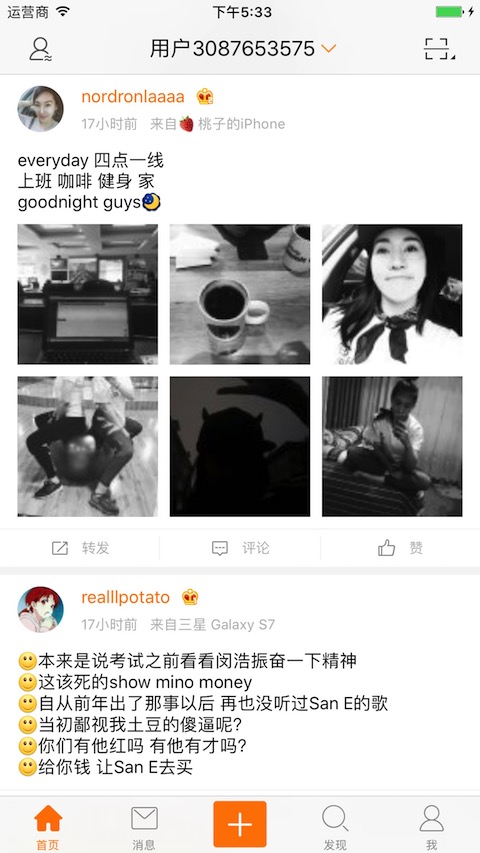 运营商 下午5:33
用户3087653575
nordronlaaaa
17小时前 来自🍓桃子的iPhone
everyday 四点一线
上班 咖啡 健身 家
goodnight guys🌙
转发 评论 赞
realllpotato
17小时前 来自三星 Galaxy S7
🙂本来是说考试之前看看闵浩振奋一下精神
🙂这该死的show mino money
🙂自从前年出了那事以后 再也没听过San E的歌
🙂当初鄙视我土豆的傻逼呢?
🙂你们有他红吗 有他有才吗?
🙂给你钱 让San E去买
首页 消息 发现 我